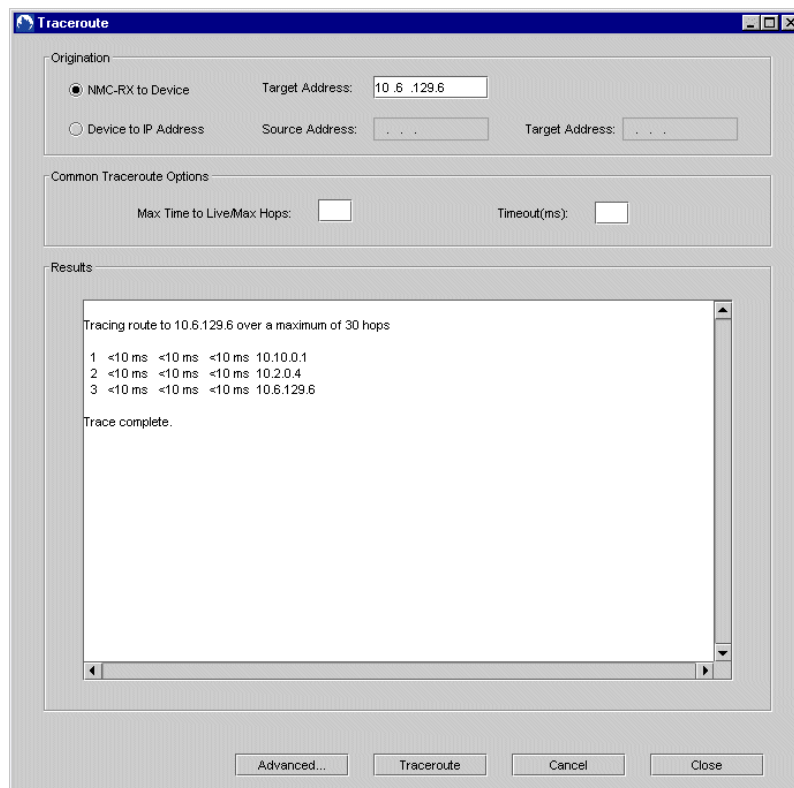 Traceroute
Origination
NMC-RX to Device Target Address: 10 .6 .129.6
Device to IP Address Source Address: . . . Target Address: . . .
Common Traceroute Options
Max Time to Live/Max Hops: Timeout(ms):
Results
Tracing route to 10.6.129.6 over a maximum of 30 hops
1 <10 ms <10 ms <10 ms 10.10.0.1
2 <10 ms <10 ms <10 ms 10.2.0.4
3 <10 ms <10 ms <10 ms 10.6.129.6
Trace complete.
Advanced... Traceroute Cancel Close